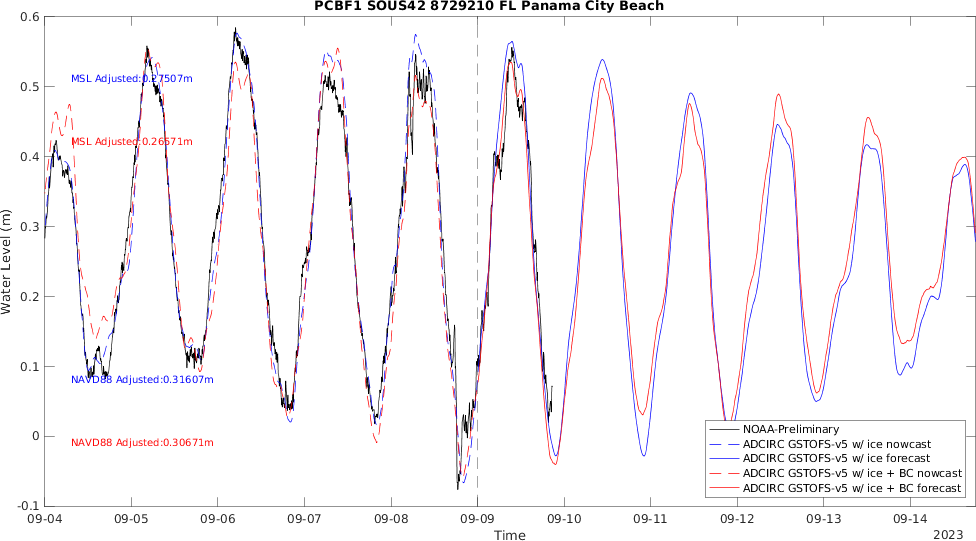 PCBF1 SOUS42 8729210 FL Panama City Beach
0.6
0.5
0.4
0.3
0.2
0.1
0
-0.1
Water Level (m)
MSL Adjusted:0.27507m
MSL Adjusted:0.26571m
NAVD88 Adjusted:0.31607m
NAVD88 Adjusted:0.30671m
NOAA-Preliminary
ADCIRC GSTOFS-v5 w/ ice nowcast
ADCIRC GSTOFS-v5 w/ ice forecast
ADCIRC GSTOFS-v5 w/ ice + BC nowcast
ADCIRC GSTOFS-v5 w/ ice + BC forecast
09-04 09-05 09-06 09-07 09-08 09-09 09-10 09-11 09-12 09-13 09-14
Time
2023